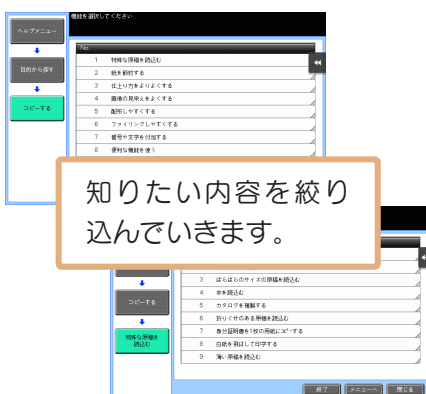 機能を選択してください
ヘルプメニュー
目的から探す
コピーする
No.
1 特殊な原稿を読込む
2 紙を節約する
3 仕上り方をよりよくする
4 画像の見栄えをよくする
5 配布しやすくする
6 ファイリングしやすくする
7 番号や文字を付加する
8 便利な機能を使う
知りたい内容を絞り
込んでいきます。
コピーする
特殊な原稿を
読込む
3 ばらばらのサイズの原稿を読込む
4 本を読込む
5 カタログを複製する
6 折りぐせのある原稿を読込む
7 身分証明書を1枚の用紙にコピーする
8 白紙を飛ばして印字する
9 薄い原稿を読込む
終了 メニューへ 閉じる